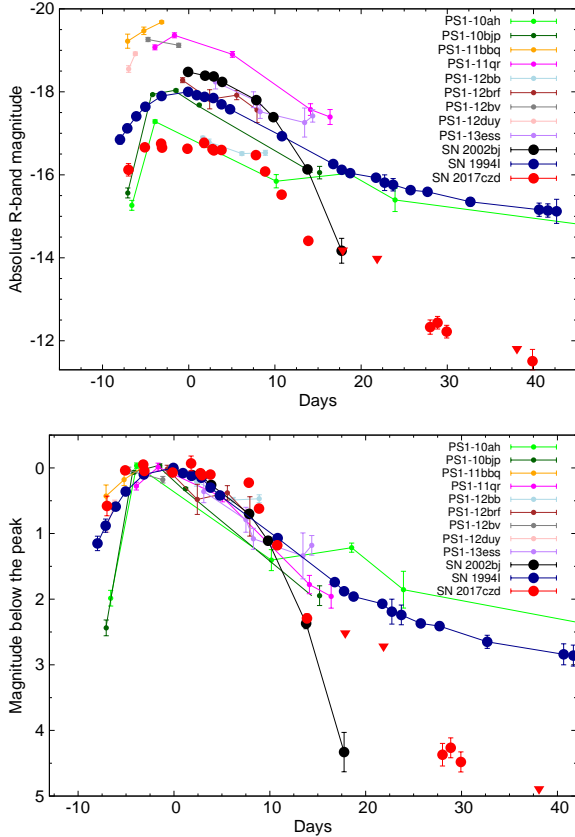 PS1-10ah
PS1-10bjp
PS1-11bbq
PS1-11qr
PS1-12bb
PS1-12brf
PS1-12bv
PS1-12duy
PS1-13ess
SN 2002bj
SN 1994I
SN 2017czd
-20
-18
-16
-14
-12
Absolute R-band magnitude
-10 0 10 20 30 40
Days
PS1-10ah
PS1-10bjp
PS1-11bbq
PS1-11qr
PS1-12bb
PS1-12brf
PS1-12bv
PS1-12duy
PS1-13ess
SN 2002bj
SN 1994I
SN 2017czd
0
1
2
3
4
5
Magnitude below the peak
-10 0 10 20 30 40
Days